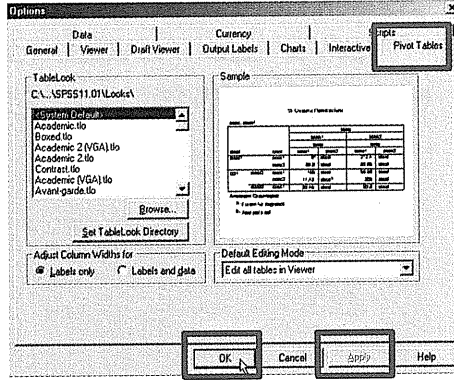 Options
Data Currency Scripts
General Viewer Draft Viewer Output Labels Charts Interactive Pivot Tables
TableLook
C:\...\SPSS11.01\Looks\
<System Default>
Academic.tlo
Boxed.tlo
Academic 2 (VGA).tlo
Academic 2.tlo
Contrast.tlo
Academic (VGA).tlo
Avant-garde.tlo
Browse...
Set TableLook Directory
Sample
Adjust Column Widths for
Labels only Labels and data
Default Editing Mode
Edit all tables in Viewer
OK Cancel Apply Help